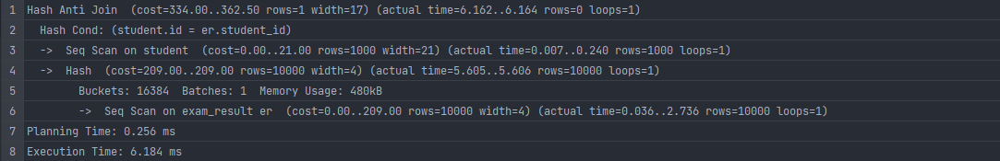 1 Hash Anti Join  (cost=334.00..362.50 rows=1 width=17) (actual time=6.162..6.164 rows=0 loops=1)
2   Hash Cond: (student.id = er.student_id)
3   ->  Seq Scan on student  (cost=0.00..21.00 rows=1000 width=21) (actual time=0.007..0.240 rows=1000 loops=1)
4   ->  Hash  (cost=209.00..209.00 rows=10000 width=4) (actual time=5.605..5.606 rows=10000 loops=1)
5         Buckets: 16384  Batches: 1  Memory Usage: 480kB
6         ->  Seq Scan on exam_result er  (cost=0.00..209.00 rows=10000 width=4) (actual time=0.036..2.736 rows=10000 loops=1)
7 Planning Time: 0.256 ms
8 Execution Time: 6.184 ms